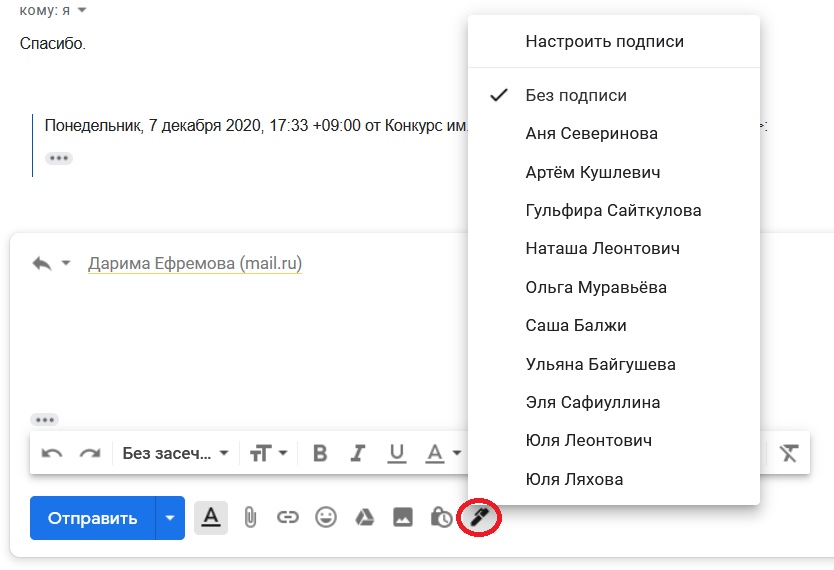 кому: я
Спасибо.
Понедельник, 7 декабря 2020, 17:33 +09:00 от Конкурс им. >:
Настроить подписи
Без подписи
Аня Северинова
Артём Кушлевич
Гульфира Сайткулова
Наташа Леонтович
Ольга Муравьёва
Саша Балжи
Ульяна Байгушева
Эля Сафиуллина
Юля Леонтович
Юля Ляхова
Дарима Ефремова (mail.ru)
Без засеч... B I U A
Отправить A